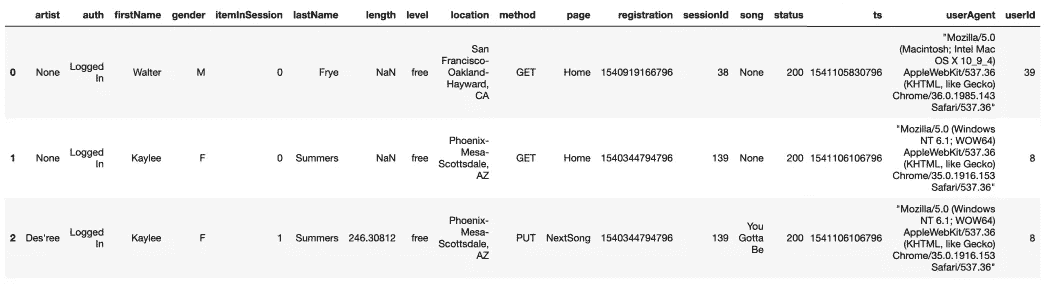 artist auth firstName gender itemInSession lastName length level location method page registration sessionId song status ts userAgent userId
0 None Logged In Walter M 0 Frye NaN free San Francisco-Oakland-Hayward, CA GET Home 1540919166796 38 None 200 1541105830796 "Mozilla/5.0 (Macintosh; Intel Mac OS X 10_9_4) AppleWebKit/537.36 (KHTML, like Gecko) Chrome/36.0.1985.143 Safari/537.36" 39
1 None Logged In Kaylee F 0 Summers NaN free Phoenix-Mesa-Scottsdale, AZ GET Home 1540344794796 139 None 200 1541106106796 "Mozilla/5.0 (Windows NT 6.1; WOW64) AppleWebKit/537.36 (KHTML, like Gecko) Chrome/35.0.1916.153 Safari/537.36" 8
2 Des'ree Logged In Kaylee F 1 Summers 246.30812 free Phoenix-Mesa-Scottsdale, AZ PUT NextSong 1540344794796 139 You Gotta Be 200 1541106106796 "Mozilla/5.0 (Windows NT 6.1; WOW64) AppleWebKit/537.36 (KHTML, like Gecko) Chrome/35.0.1916.153 Safari/537.36" 8